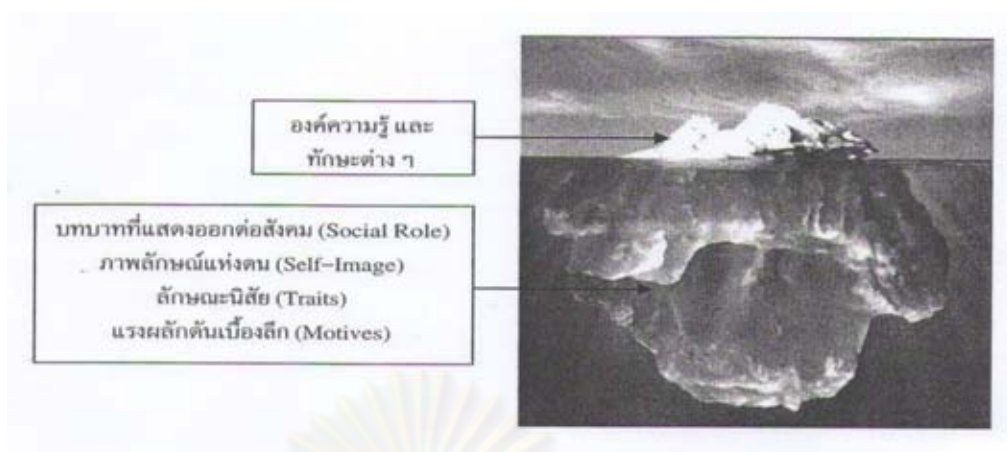 องค์ความรู้ และ
ทักษะต่าง ๆ
บทบาทที่แสดงออกต่อสังคม (Social Role)
ภาพลักษณ์แห่งตน (Self-Image)
ลักษณะนิสัย (Traits)
แรงผลักดันเบื้องลึก (Motives)